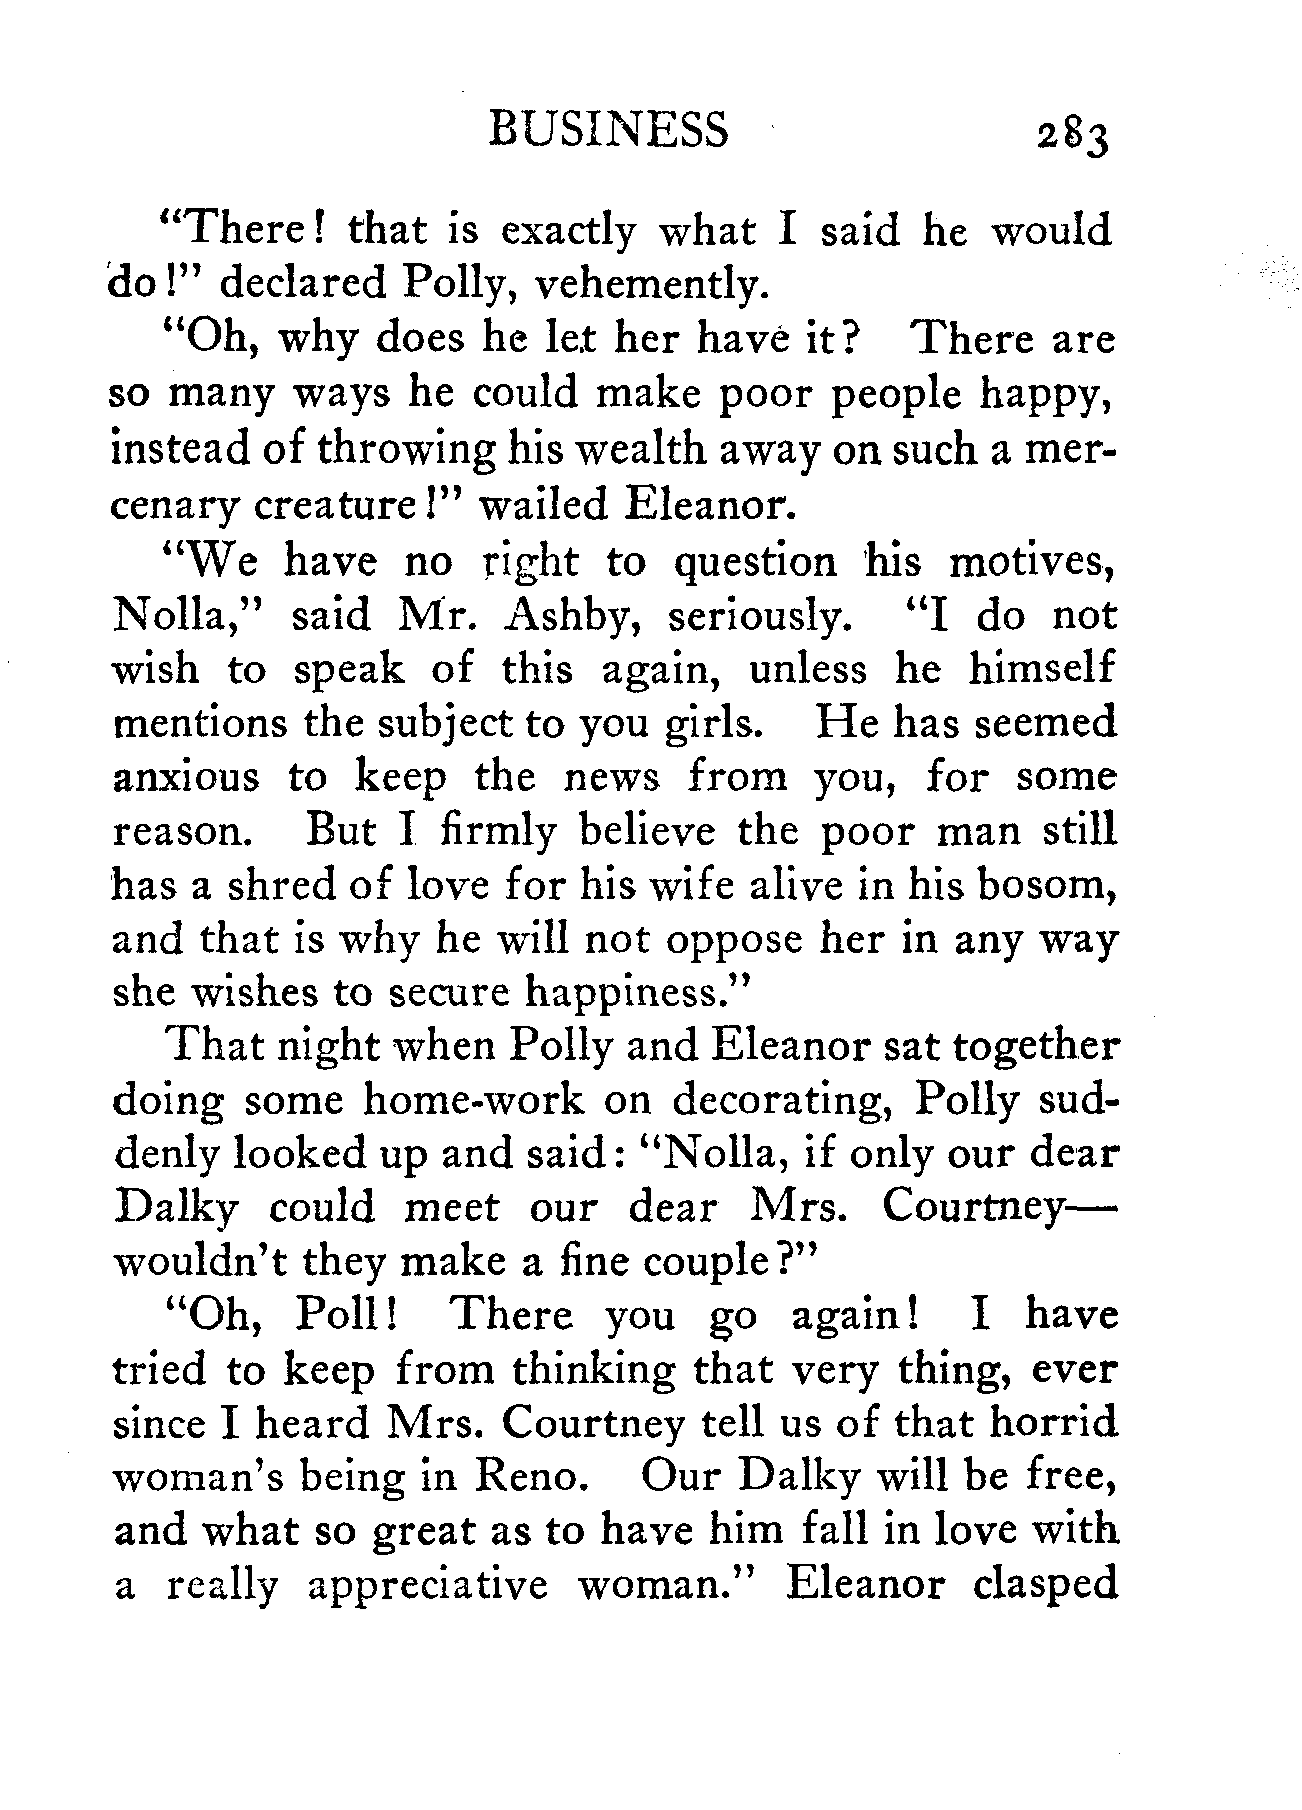 BUSINESS 283
“There! that is exactly what I said he would
do!” declared Polly, vehemently.
“Oh, why does he let her have it? There are
so many ways he could make poor people happy,
instead of throwing his wealth away on such a mer-
cenary creature!” wailed Eleanor.
“We have no right to question his motives,
Nolla,” said Mr. Ashby, seriously. “I do not
wish to speak of this again, unless he himself
mentions the subject to you girls. He has seemed
anxious to keep the news from you, for some
reason. But I firmly believe the poor man still
has a shred of love for his wife alive in his bosom,
and that is why he will not oppose her in any way
she wishes to secure happiness.”
That night when Polly and Eleanor sat together
doing some home-work on decorating, Polly sud-
denly looked up and said: “Nolla, if only our dear
Dalky could meet our dear Mrs. Courtney—
wouldn’t they make a fine couple?”
“Oh, Poll! There you go again! I have
tried to keep from thinking that very thing, ever
since I heard Mrs. Courtney tell us of that horrid
woman’s being in Reno. Our Dalky will be free,
and what so great as to have him fall in love with
a really appreciative woman.” Eleanor clasped